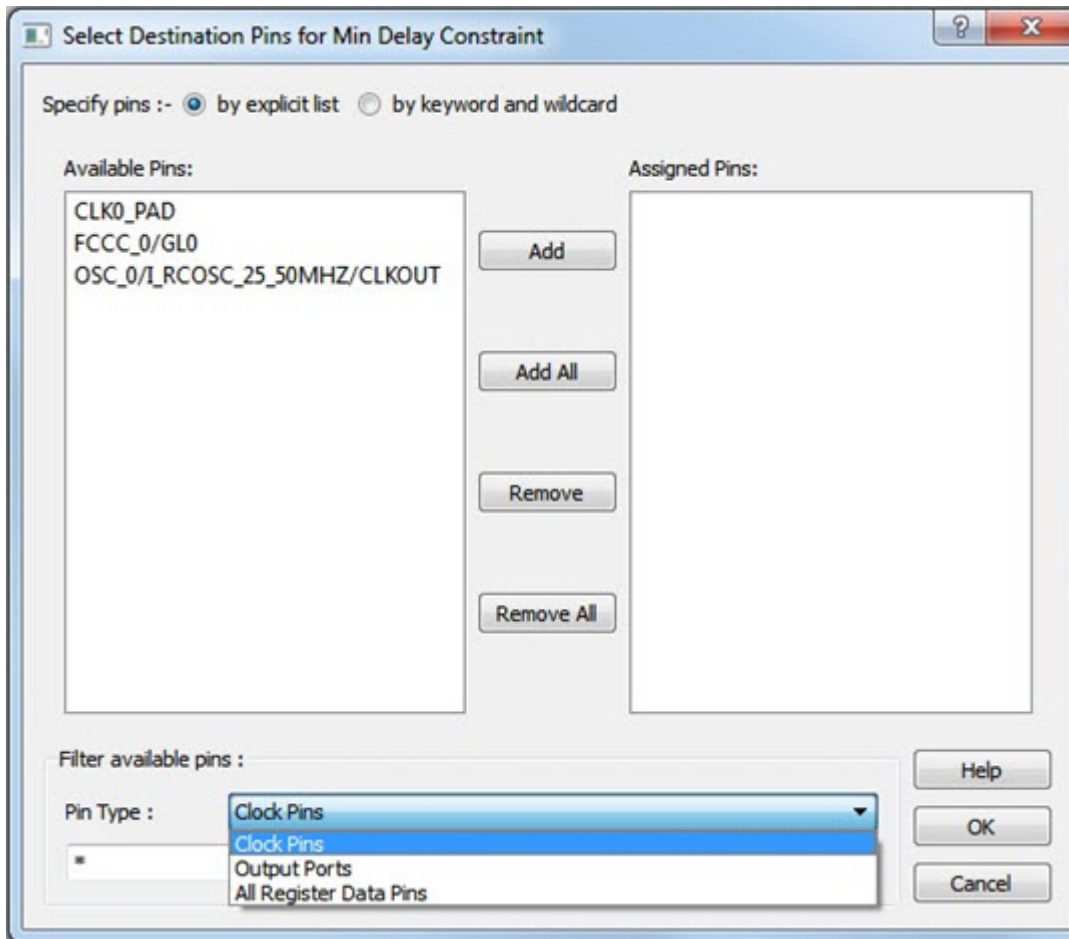 Select Destination Pins for Min Delay Constraint
Specify pins :- by explicit list by keyword and wildcard
Available Pins:
Assigned Pins:
CLK0_PAD
FCCC_0/GL0
OSC_0/I_RCOSC_25_50MHZ/CLKOUT
Add
Add All
Remove
Remove All
Filter available pins :
Pin Type :
Clock Pins
Clock Pins
Output Ports
All Register Data Pins
*
Help
OK
Cancel